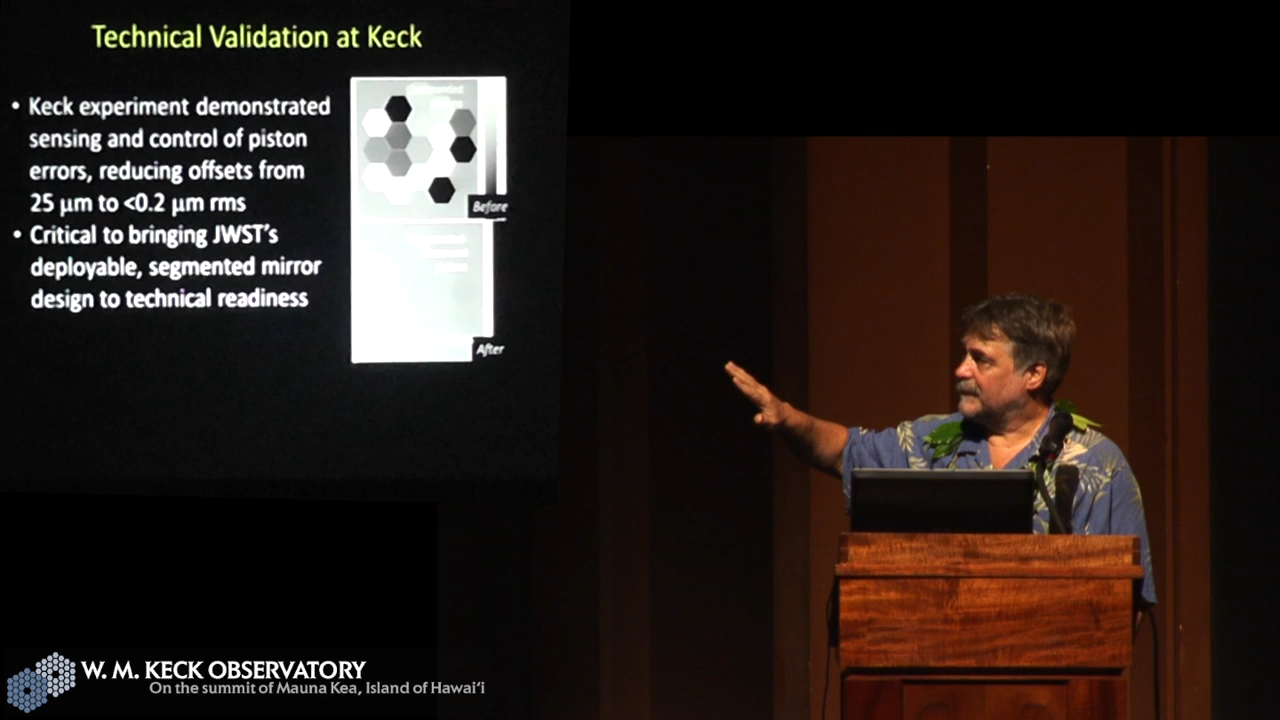 Technical Validation at Keck
• Keck experiment demonstrated
sensing and control of piston
errors, reducing offsets from
25 μm to <0.2 μm rms
• Critical to bringing JWST's
deployable, segmented mirror
design to technical readiness
Before
After
W. M. KECK OBSERVATORY
On the summit of Mauna Kea, Island of Hawai‘i